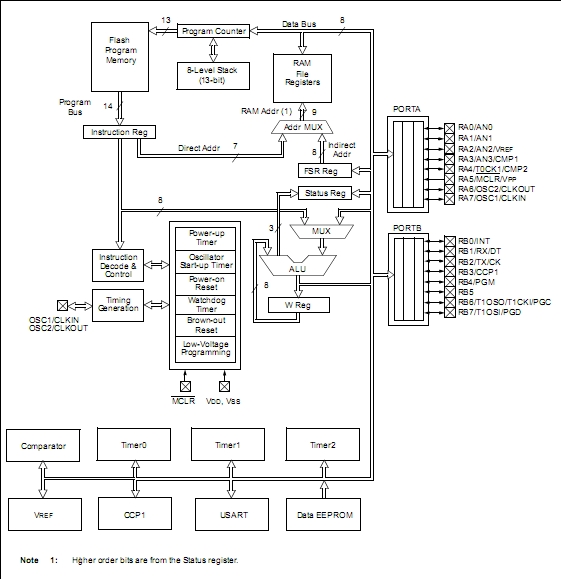 13
Program Counter
Data Bus
8
Flash
Program
Memory
8-Level Stack
(13-bit)
RAM
File
Registers
Program
Bus
14
RAM Addr (1)
9
PORTA
Instruction Reg
Addr MUX
Direct Addr
7
8
Indirect
Addr
FSR Reg
RA0/AN0
RA1/AN1
RA2/AN2/VREF
RA3/AN3/CMP1
RA4/T0CK1/CMP2
RA5/MCLR/VPP
RA6/OSC2/CLKOUT
RA7/OSC1/CLKIN
Status Reg
8
3
MUX
Power-up
Timer
Oscillator
Start-up Timer
Power-on
Reset
Watchdog
Timer
Brown-out
Reset
Low-Voltage
Programming
Instruction
Decode &
Control
ALU
8
W Reg
Timing
Generation
OSC1/CLKIN
OSC2/CLKOUT
PORTB
RB0/INT
RB1/RX/DT
RB2/TX/CK
RB3/CCP1
RB4/PGM
RB5
RB6/T1OSO/T1CKI/PGC
RB7/T1OSI/PGD
MCLR
VDD, VSS
Comparator
Timer0
Timer1
Timer2
VREF
CCP1
USART
Data EEPROM
Note 1: Higher order bits are from the Status register.